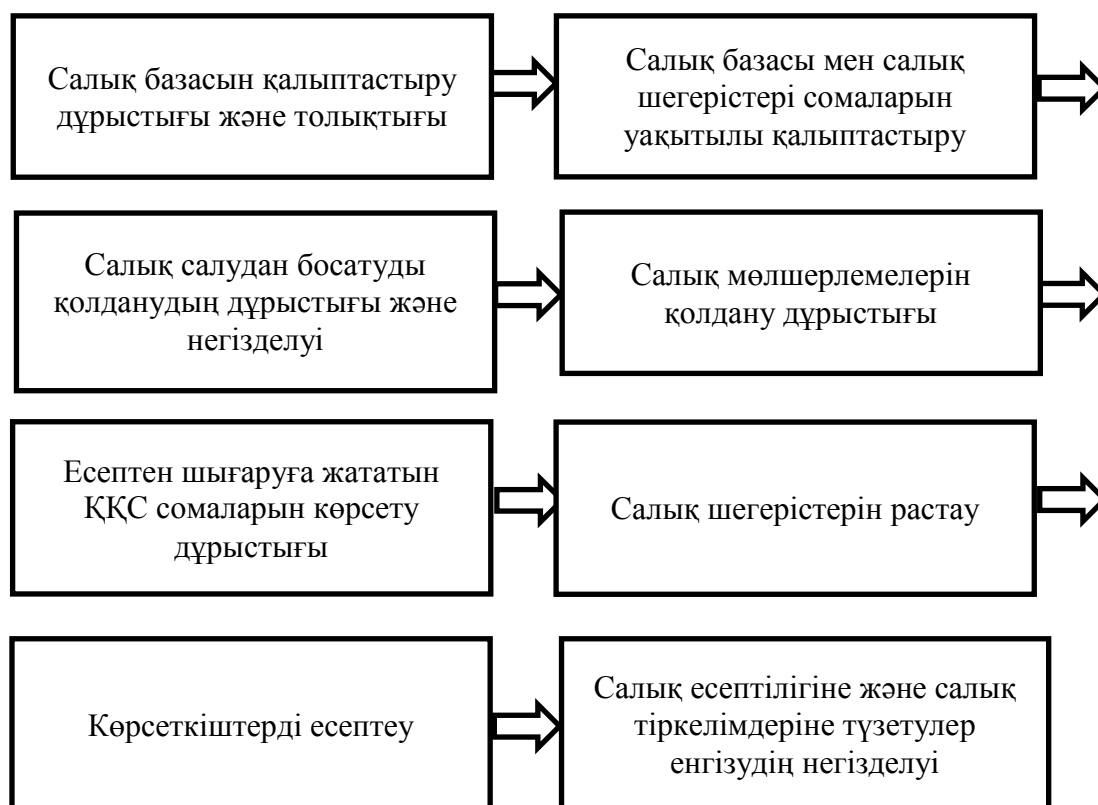 Салық базасын қалыптастыру
дұрыстығы және толықтығы
Салық базасы мен салық
шегерістері сомаларын
уақытылы қалыптастыру
Салық салудан босатуды
қолданудың дұрыстығы және
негізделуі
Салық мөлшерлемелерін
қолдану дұрыстығы
Есептен шығаруға жататын
ҚҚС сомаларын көрсету
дұрыстығы
Салық шегерістерін растау
Көрсеткіштерді есептеу
Салық есептілігіне және салық
тіркелімдеріне түзетулер
енгізудің негізделуі